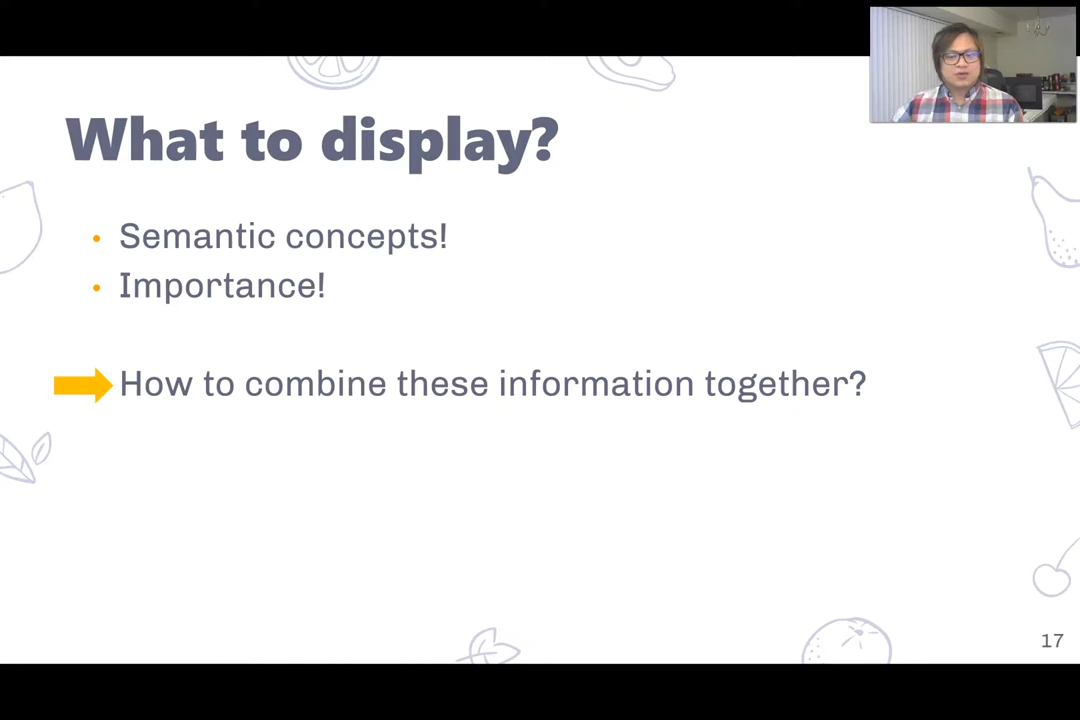 What to display?
• Semantic concepts!
• Importance!
How to combine these information together?
17